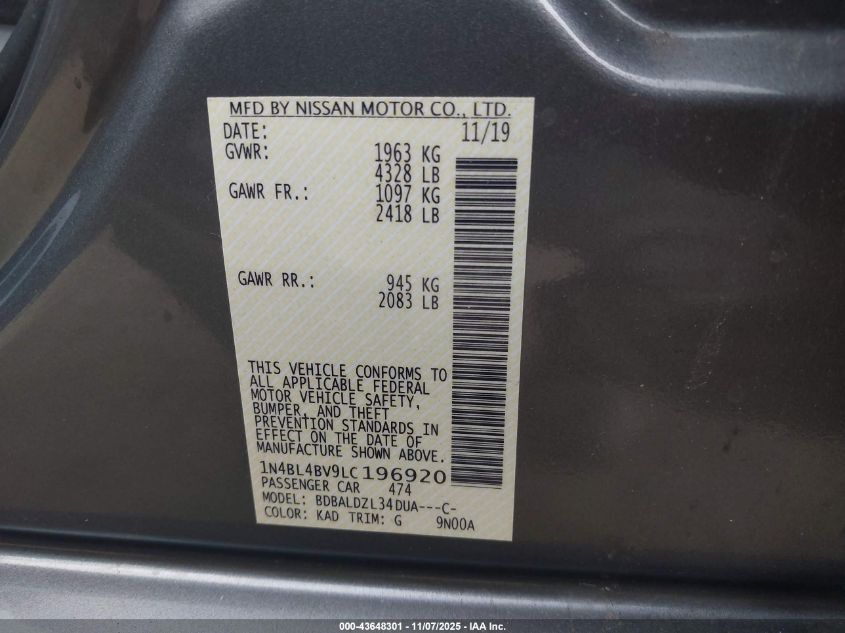 MFD BY NISSAN MOTOR CO., LTD.
DATE: 11/19
GVWR: 1963 KG
4328 LB
GAWR FR.: 1097 KG
2418 LB
GAWR RR.: 945 KG
2083 LB
THIS VEHICLE CONFORMS TO
ALL APPLICABLE FEDERAL
MOTOR VEHICLE SAFETY,
BUMPER, AND THEFT
PREVENTION STANDARDS IN
EFFECT ON THE DATE OF
MANUFACTURE SHOWN ABOVE.
1N4BL4BV9LC196920
PASSENGER CAR 474
MODEL: BDBALDZL34DUA---C-
COLOR: KAD TRIM: G 9N00A
000-43648301 - 11/07/2025 - IAA Inc.